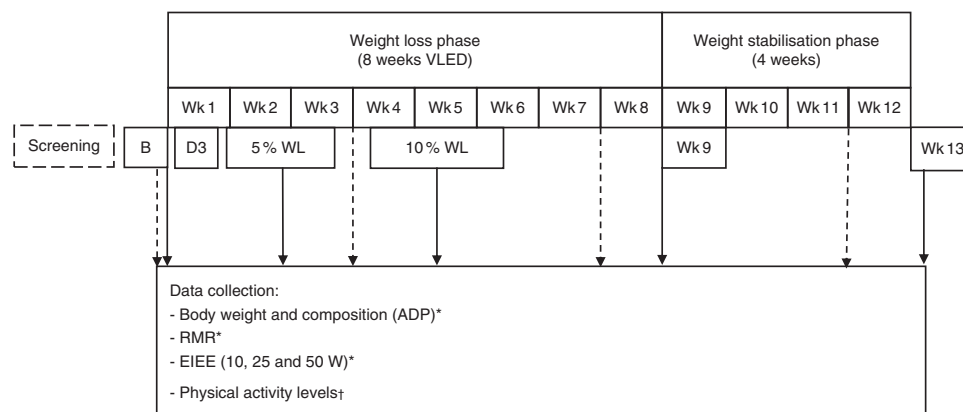 Weight loss phase
(8 weeks VLED)
Weight stabilisation phase
(4 weeks)
Wk 1
Wk 2
Wk 3
Wk 4
Wk 5
Wk 6
Wk 7
Wk 8
Wk 9
Wk 10
Wk 11
Wk 12
Screening
B
D3
5 % WL
10 % WL
Wk 9
Wk 13
Data collection:
- Body weight and composition (ADP)*
- RMR*
- EIEE (10, 25 and 50 W)*
- Physical activity levels†